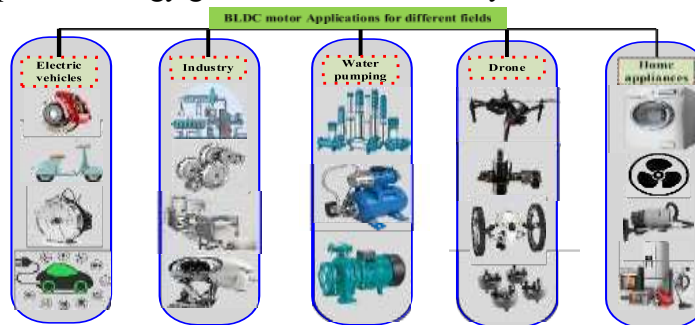 BLDC motor Applications for different fields
Electric
vehicles
Industry
Water
pumping
Drone
Home
appliances